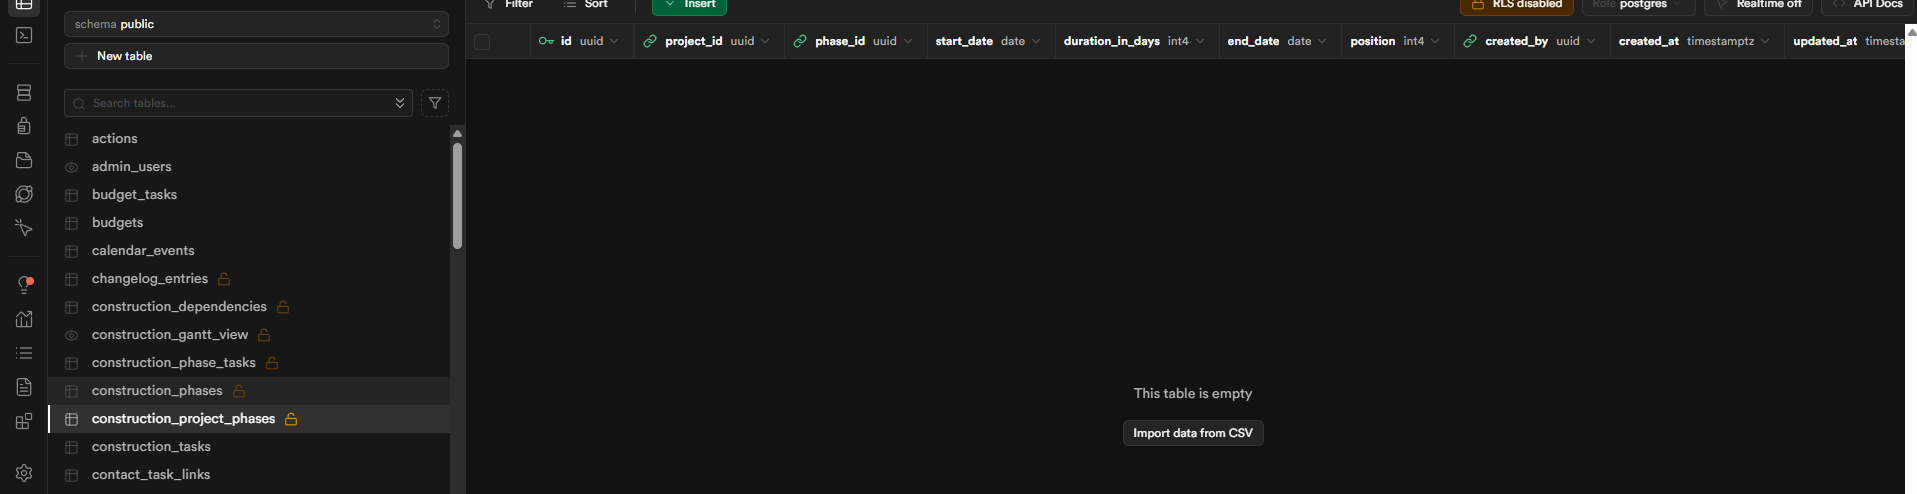 Filter
Sort
Insert
RLS disabled
Role postgres
Realtime off
API Docs
schema public
New table
Search tables...
id uuid
project_id uuid
phase_id uuid
start_date date
duration_in_days int4
end_date date
position int4
created_by uuid
created_at timestamptz
updated_at timesta
actions
admin_users
budget_tasks
budgets
calendar_events
changelog_entries
construction_dependencies
construction_gantt_view
construction_phase_tasks
construction_phases
construction_project_phases
construction_tasks
contact_task_links
This table is empty
Import data from CSV